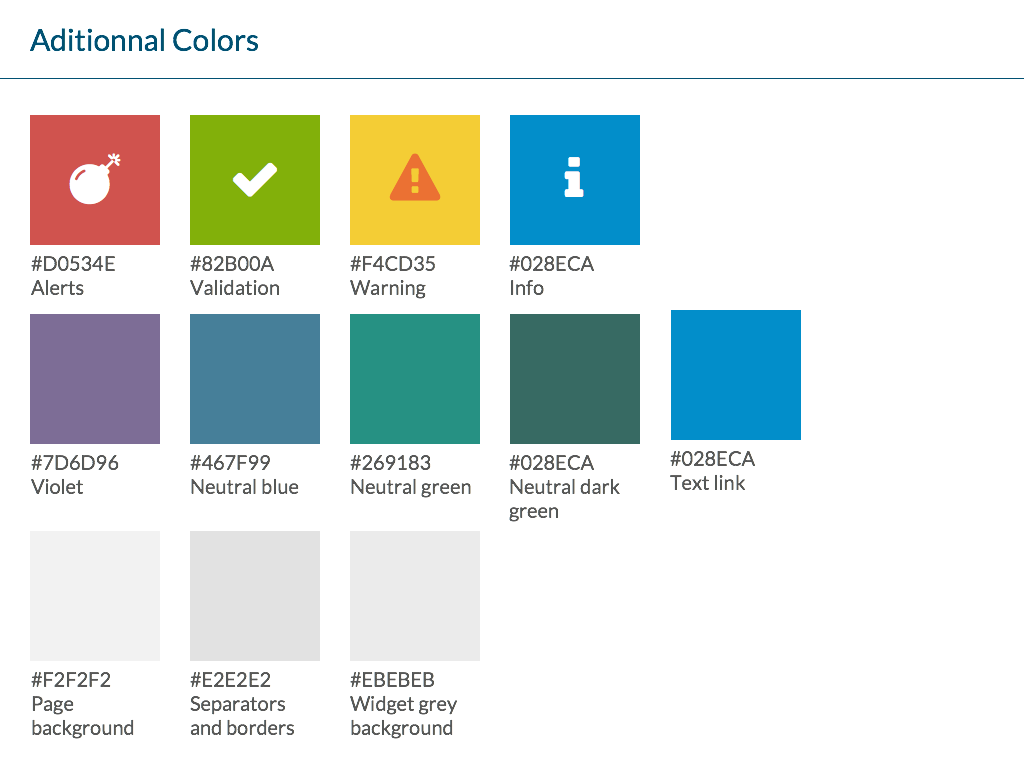 Aditionnal Colors
#D0534E
Alerts
#82B00A
Validation
#F4CD35
Warning
#028ECA
Info
#7D6D96
Violet
#467F99
Neutral blue
#269183
Neutral green
#028ECA
Neutral dark
green
#028ECA
Text link
#F2F2F2
Page
background
#E2E2E2
Separators
and borders
#EBEBEB
Widget grey
background